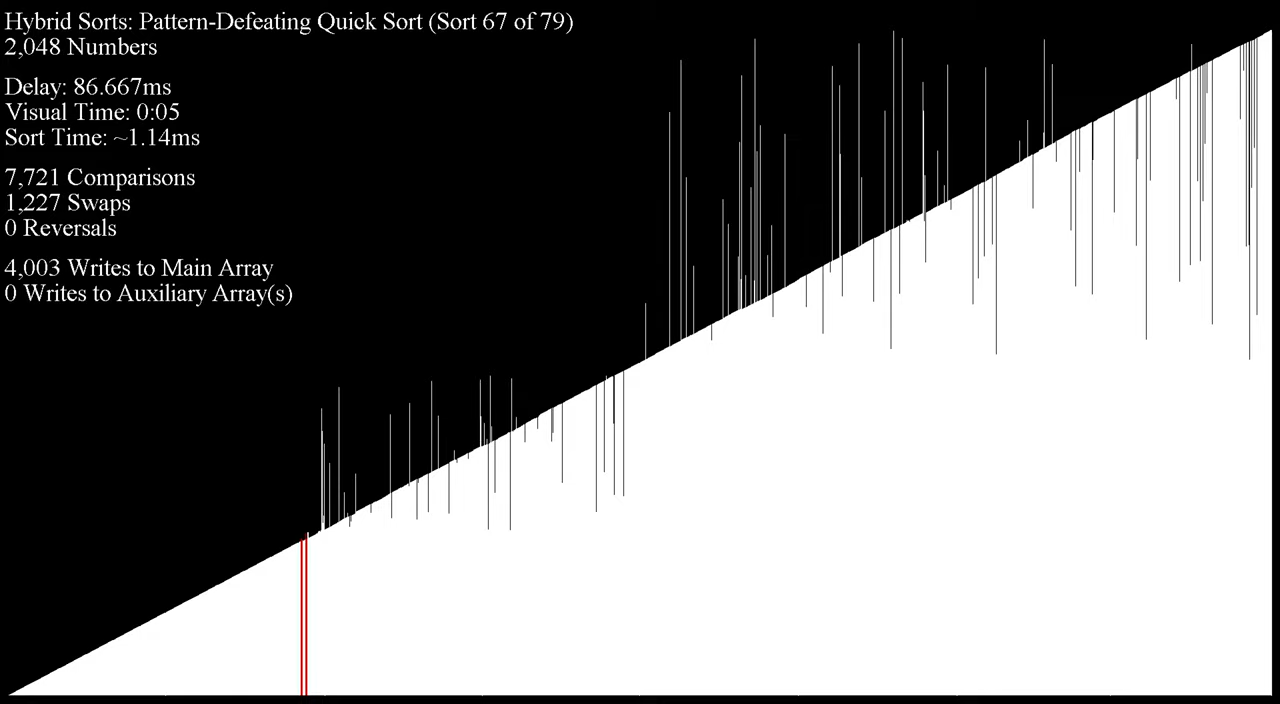 Hybrid Sorts: Pattern-Defeating Quick Sort (Sort 67 of 79)
2,048 Numbers
Delay: 86.667ms
Visual Time: 0:05
Sort Time: ~1.14ms
7,721 Comparisons
1,227 Swaps
0 Reversals
4,003 Writes to Main Array
0 Writes to Auxiliary Array(s)